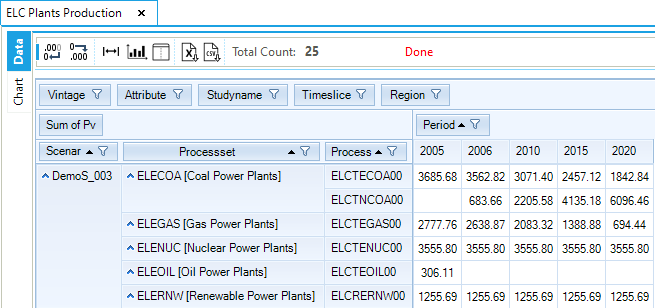 ELC Plants Production ×
Data
Chart
.000 .000 CSV Total Count: 25 Done
Vintage Attribute Studyname Timeslice Region
Sum of Pv Period
Scenar Processset Process 2005 2006 2010 2015 2020
DemoS_003 ELECOA [Coal Power Plants] ELCTECOA00 3685.68 3562.82 3071.40 2457.12 1842.84
ELCTNCOA00 683.66 2205.58 4135.18 6096.46
ELEGAS [Gas Power Plants] ELCTEGAS00 2777.76 2638.87 2083.32 1388.88 694.44
ELENUC [Nuclear Power Plants] ELCTENUC00 3555.80 3555.80 3555.80 3555.80 3555.80
ELEOIL [Oil Power Plants] ELCTEOIL00 306.11
ELERNW [Renewable Power Plants] ELCRERNW00 1255.69 1255.69 1255.69 1255.69 1255.69